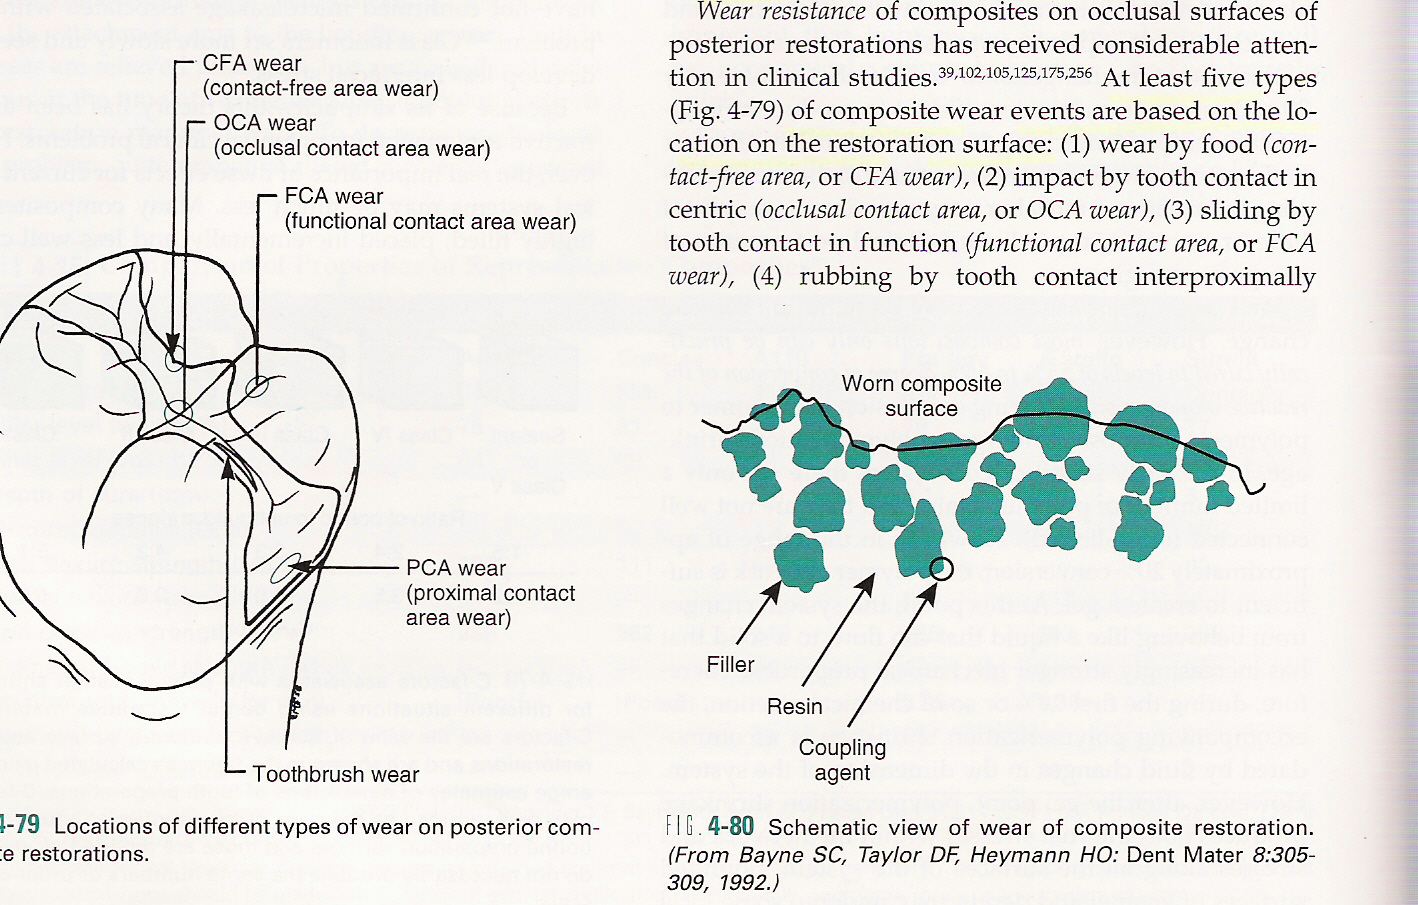 CFA wear
(contact-free area wear)
OCA wear
(occlusal contact area wear)
FCA wear
(functional contact area wear)
PCA wear
(proximal contact
area wear)
Toothbrush wear
4-79 Locations of different types of wear on posterior com-
te restorations.
Wear resistance of composites on occlusal surfaces of
posterior restorations has received considerable atten-
tion in clinical studies.39,102,105,125,175,256 At least five types
(Fig. 4-79) of composite wear events are based on the lo-
cation on the restoration surface: (1) wear by food (con-
tact-free area, or CFA wear), (2) impact by tooth contact in
centric (occlusal contact area, or OCA wear), (3) sliding by
tooth contact in function (functional contact area, or FCA
wear), (4) rubbing by tooth contact interproximally
Worn composite
surface
Filler
Resin
Coupling
agent
FIG. 4-80 Schematic view of wear of composite restoration.
(From Bayne SC, Taylor DF, Heymann HO: Dent Mater 8:305-
309, 1992.)